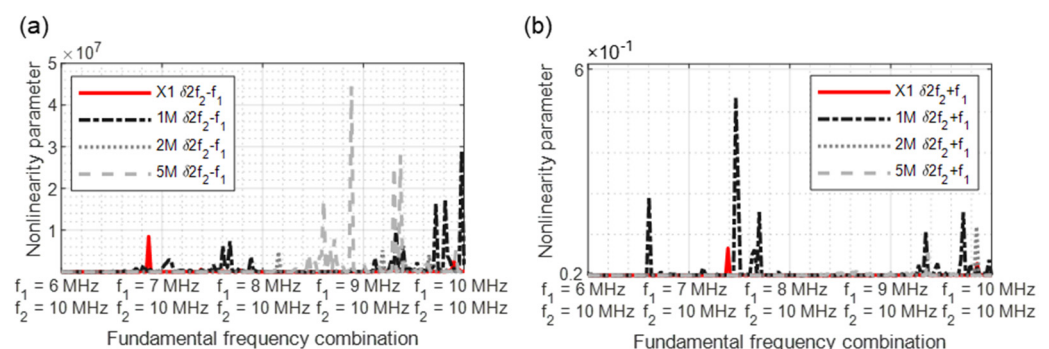 (a)
×10⁷
5
4
3
2
1
0
Nonlinearity parameter
X1 δ2f₂-f₁
1M δ2f₂-f₁
2M δ2f₂-f₁
5M δ2f₂-f₁
f₁ = 6 MHz f₁ = 7 MHz f₁ = 8 MHz f₁ = 9 MHz f₁ = 10 MHz
f₂ = 10 MHz f₂ = 10 MHz f₂ = 10 MHz f₂ = 10 MHz f₂ = 10 MHz
Fundamental frequency combination
(b)
×10⁻¹
6
0.2
Nonlinearity parameter
X1 δ2f₂+f₁
1M δ2f₂+f₁
2M δ2f₂+f₁
5M δ2f₂+f₁
f₁ = 6 MHz f₁ = 7 MHz f₁ = 8 MHz f₁ = 9 MHz f₁ = 10 MHz
f₂ = 10 MHz f₂ = 10 MHz f₂ = 10 MHz f₂ = 10 MHz f₂ = 10 MHz
Fundamental frequency combination